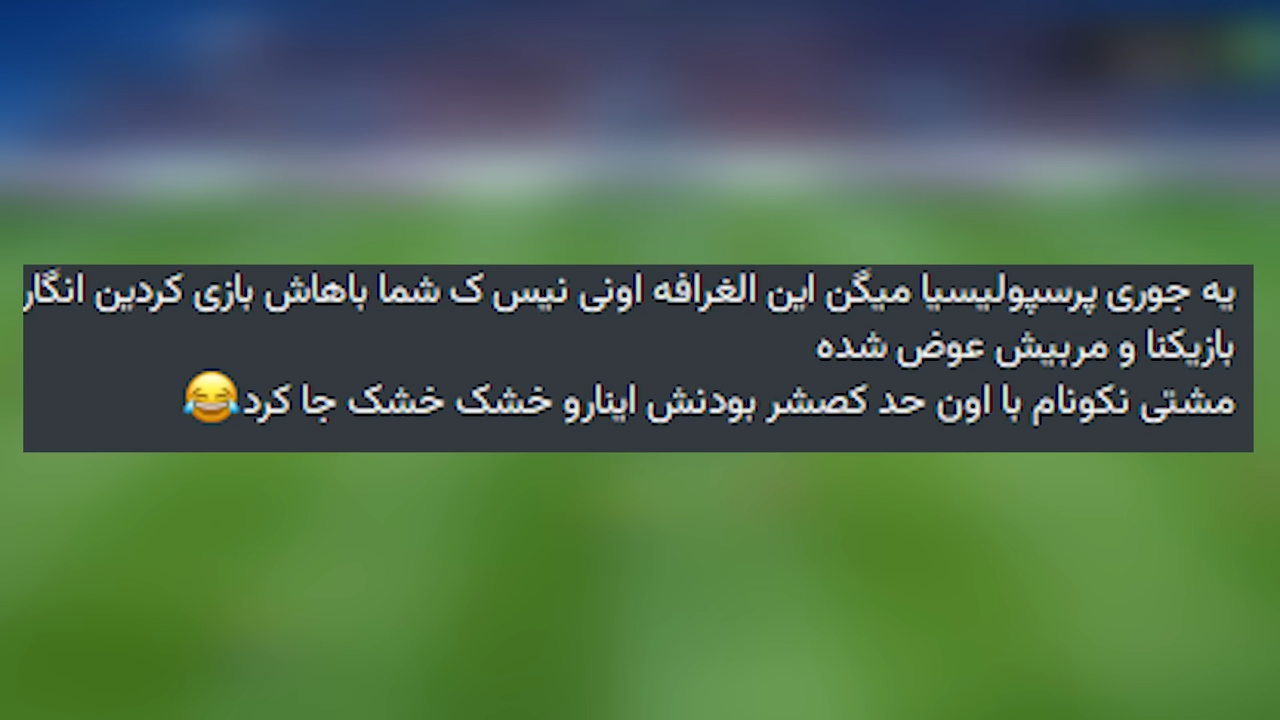 یه جوری پرسپولیسیا میگن این الغرافه اونی نیس ک شما باهاش بازی کردین انگار
بازیکنا و مربیش عوض شده
مشتی نکونام با اون حد کصشر بودنش اینارو خشک خشک جا کرد😂